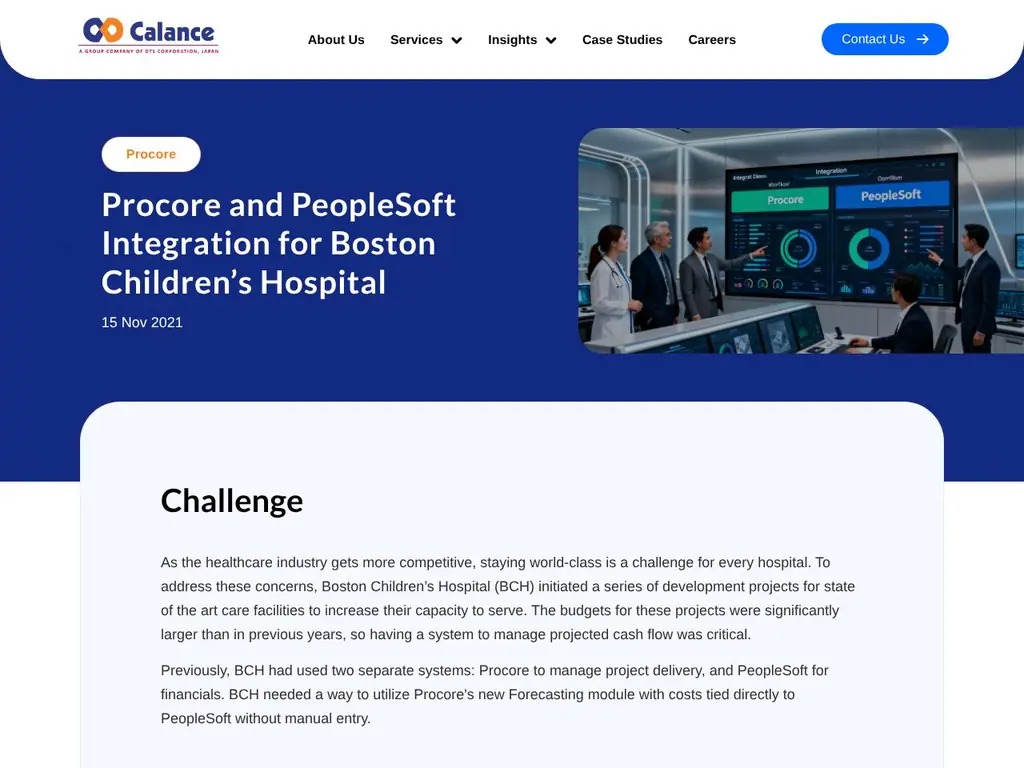 Calance
A GROUP COMPANY OF DTS CORPORATION, JAPAN
About Us
Services
Insights
Case Studies
Careers
Contact Us
Procore
Procore and PeopleSoft
Integration for Boston
Children’s Hospital
15 Nov 2021
Integration
Procore
PeopleSoft
Challenge
As the healthcare industry gets more competitive, staying world-class is a challenge for every hospital. To
address these concerns, Boston Children’s Hospital (BCH) initiated a series of development projects for state
of the art care facilities to increase their capacity to serve. The budgets for these projects were significantly
larger than in previous years, so having a system to manage projected cash flow was critical.
Previously, BCH had used two separate systems: Procore to manage project delivery, and PeopleSoft for
financials. BCH needed a way to utilize Procore’s new Forecasting module with costs tied directly to
PeopleSoft without manual entry.